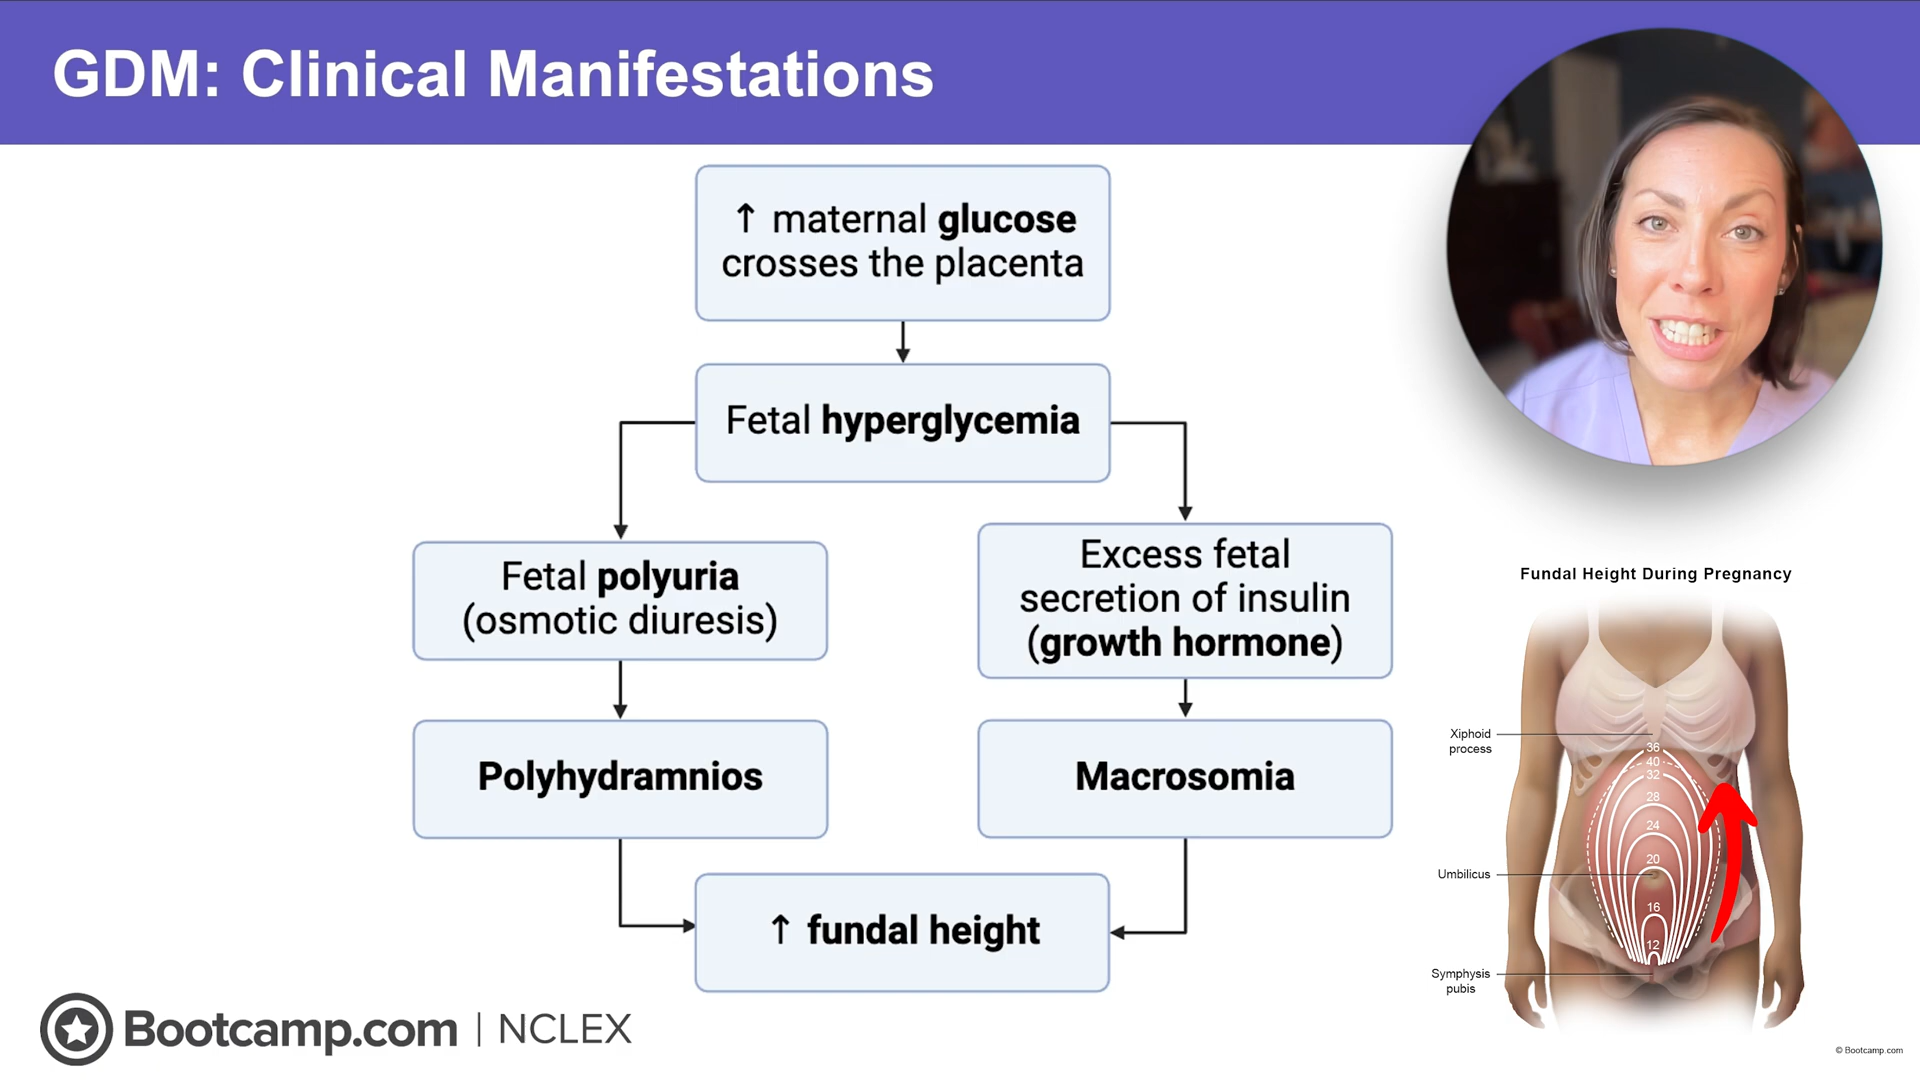 GDM: Clinical Manifestations
↑ maternal glucose
crosses the placenta
Fetal hyperglycemia
Fetal polyuria
(osmotic diuresis)
Excess fetal
secretion of insulin
(growth hormone)
Polyhydramnios
Macrosomia
↑ fundal height
Fundal Height During Pregnancy
Xiphoid
process
36
40
32
28
24
20
Umbilicus
16
12
Symphysis
pubis
Bootcamp.com | NCLEX
© Bootcamp.com